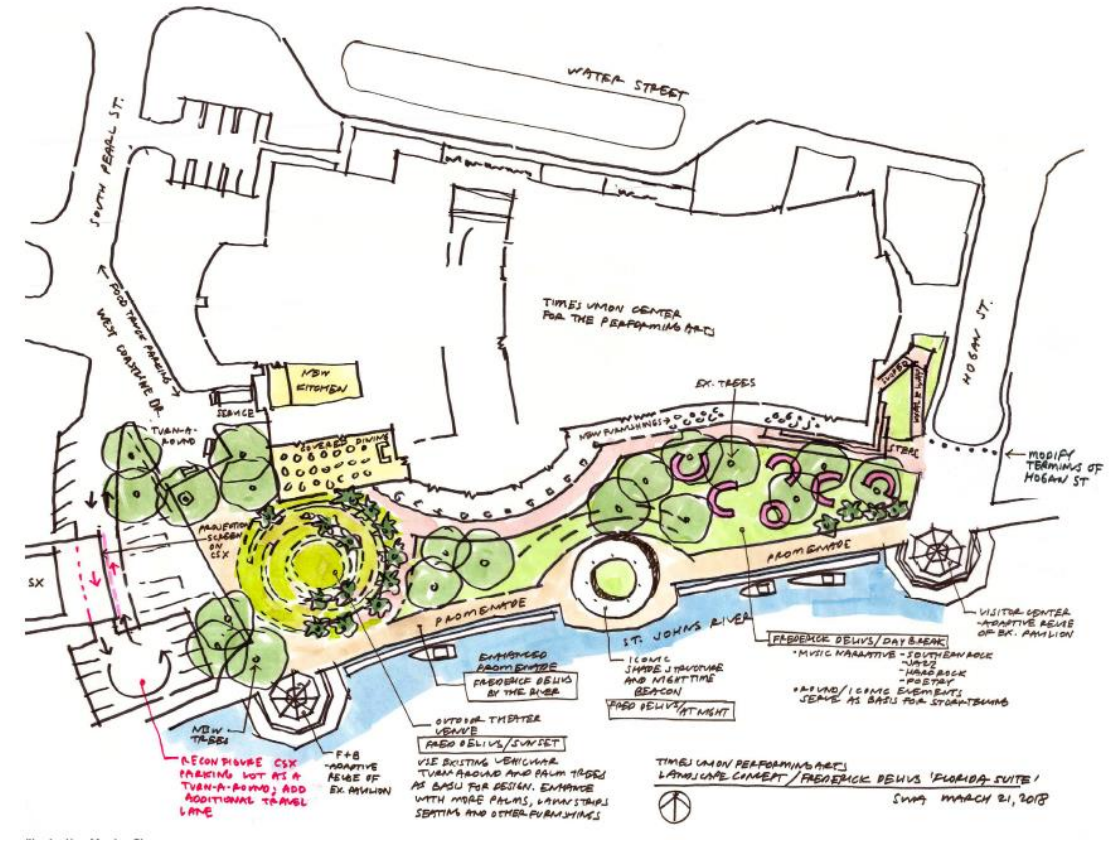 WATER STREET
SOUTH PEARL ST.
← FOOD TRUCK PARKING →
WEST COASTLINE DR.
TIMES UNION CENTER
FOR THE PERFORMING ARTS
HOGAN ST.
NEW
KITCHEN
SERVICE
EX. TREES
SLOPED
WALKWAY
TURN-A-
ROUND
COVERED DINING
NEW FURNISHINGS →
STEPS
← MODIFY
TERMINUS OF
HOGAN ST
PROJECTION
SCREEN
ON
CSX
SX
PROMENADE
PROMENADE
ST. JOHNS RIVER
VISITOR CENTER
-ADAPTIVE REUSE
OF EX. PAVILION
ENHANCED
PROMENADE
FREDERICK DELIUS
BY THE RIVER
ICONIC
SHADE STRUCTURE
AND NIGHTTIME
BEACON
FRED DELIUS/AT NIGHT
FREDERICK DELIUS/DAYBREAK
·MUSIC NARRATIVE -SOUTHERN ROCK
-JAZZ
-HARD ROCK
-POETRY
·ROUND/ICONIC ELEMENTS
SERVE AS BASIS FOR STORYTELLING
NEW
TREES
F+B
-ADAPTIVE
REUSE OF
EX. PAVILION
OUTDOOR THEATER
VENUE
FRED DELIUS/SUNSET
USE EXISTING VEHICULAR
TURN AROUND AND PALM TREES
AS BASIS FOR DESIGN. ENHANCE
WITH MORE PALMS, LAWN STRIPS
SEATING AND OTHER FURNISHINGS
RECONFIGURE CSX
PARKING LOT AS A
TURN-A-ROUND; ADD
ADDITIONAL TRAVEL
LANE
TIMES UNION PERFORMING ARTS
LANDSCAPE CONCEPT / FREDERICK DELIUS 'FLORIDA SUITE'
SWA MARCH 21, 2018